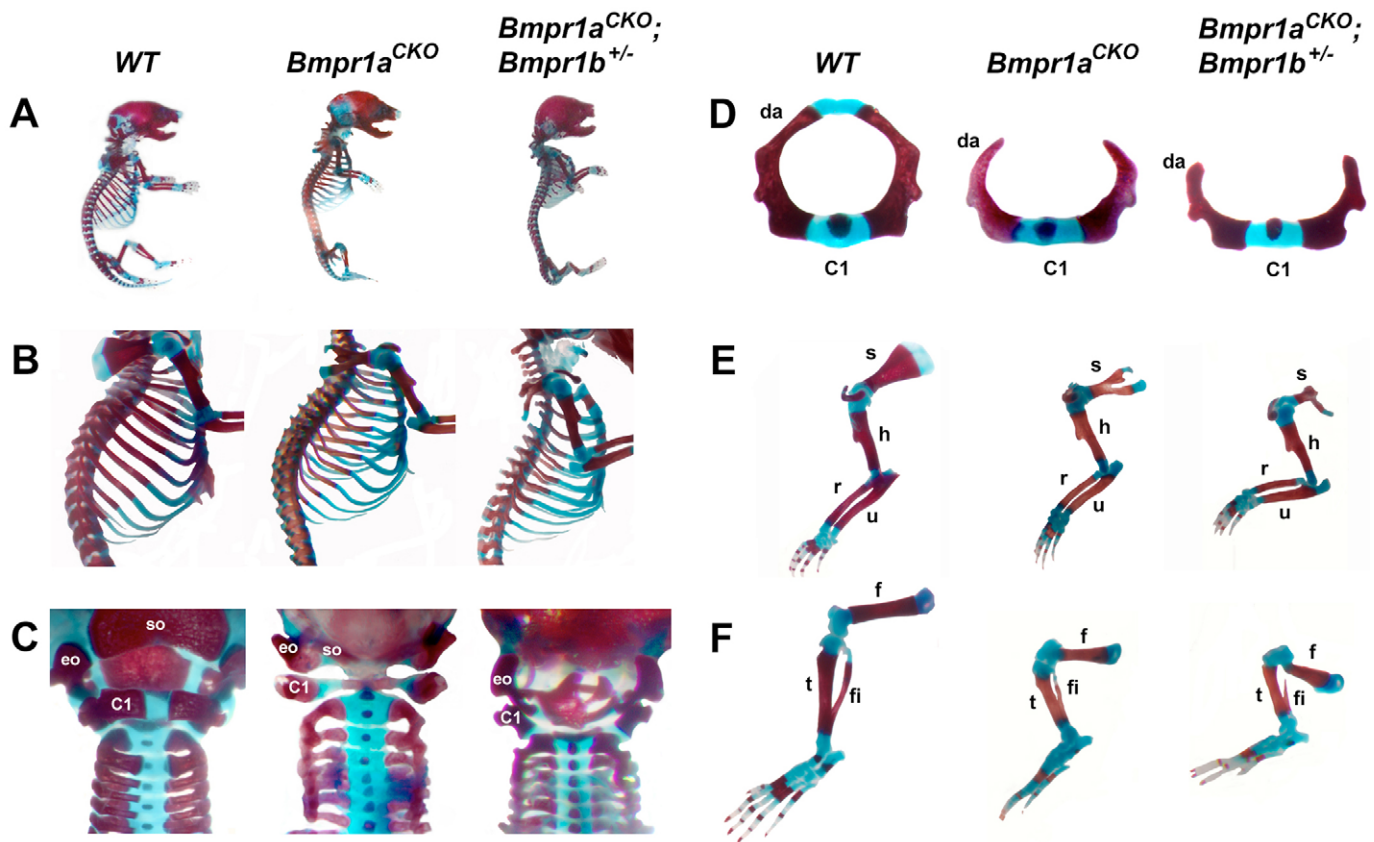 WT
Bmpr1a^CKO
Bmpr1a^CKO;
Bmpr1b^+/-
A
B
C
so
eo
C1
eo
so
C1
eo
C1
WT
Bmpr1a^CKO
Bmpr1a^CKO;
Bmpr1b^+/-
D
da
C1
da
C1
da
C1
E
s
h
r
u
s
h
r
u
s
h
r
u
F
f
t
fi
f
t
fi
f
t
fi